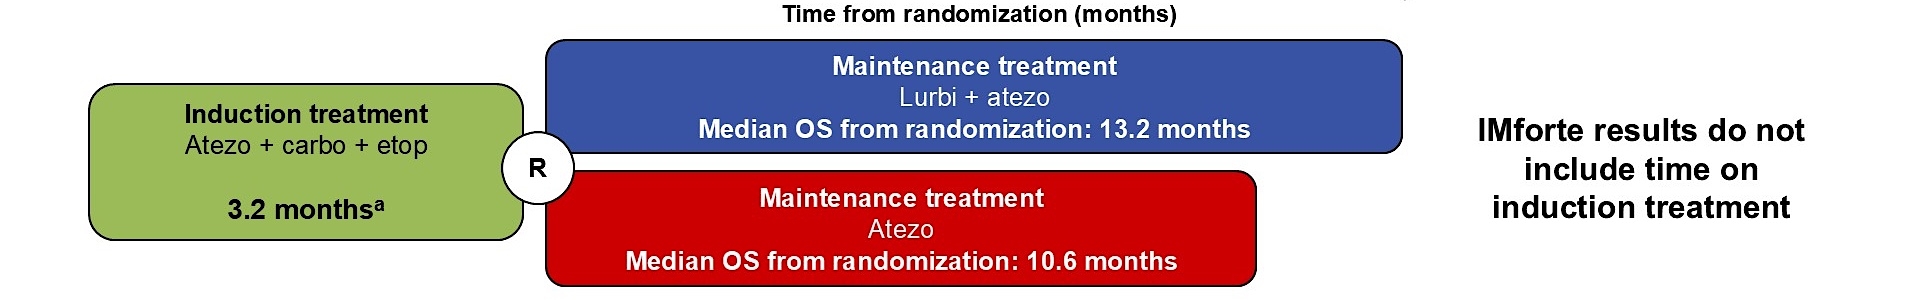 Time from randomization (months)
Induction treatment
Atezo + carbo + etop
3.2 monthsᵃ
R
Maintenance treatment
Lurbi + atezo
Median OS from randomization: 13.2 months
Maintenance treatment
Atezo
Median OS from randomization: 10.6 months
IMforte results do not
include time on
induction treatment